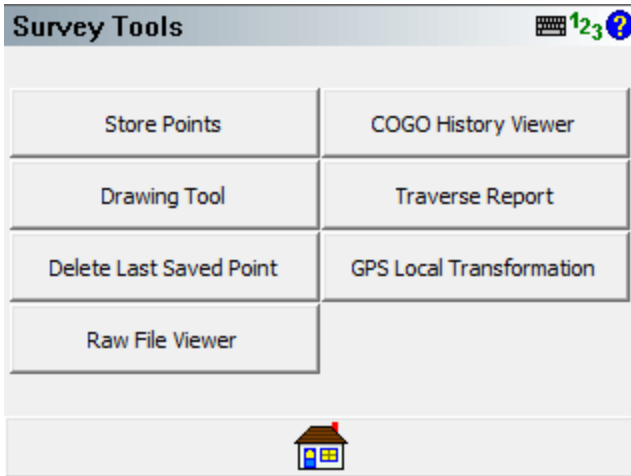 Survey Tools 123 ?
Store Points
COGO History Viewer
Drawing Tool
Traverse Report
Delete Last Saved Point
GPS Local Transformation
Raw File Viewer